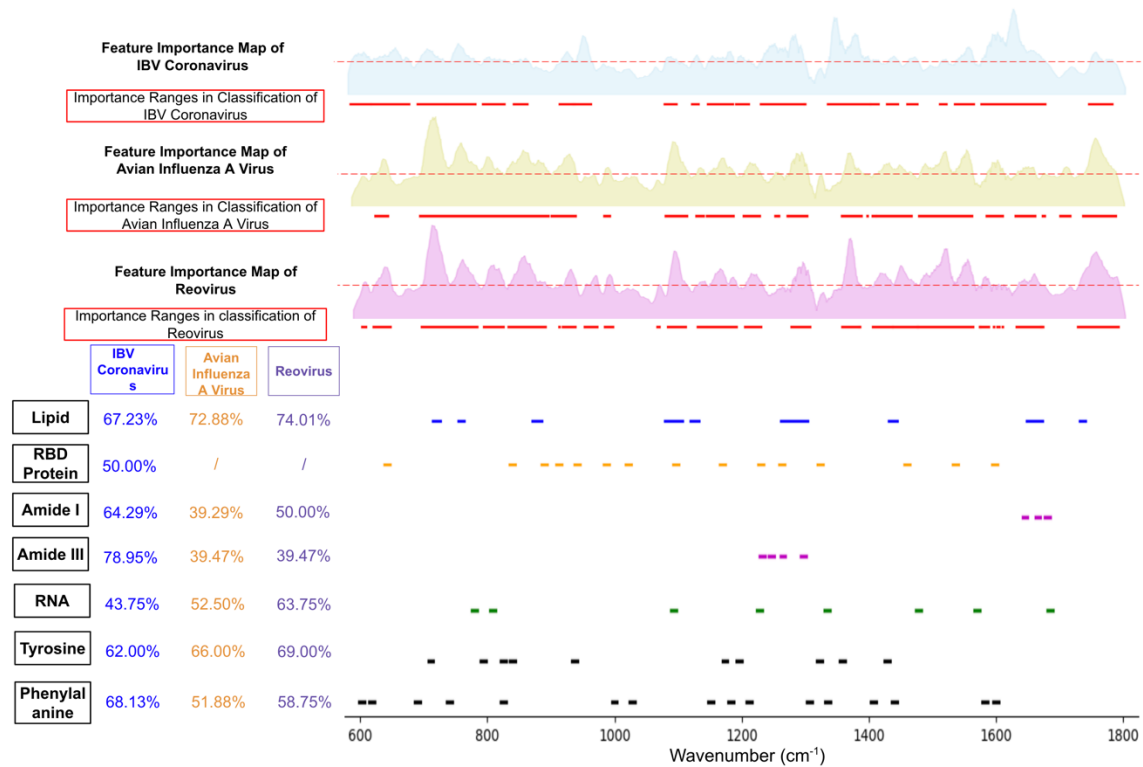 Feature Importance Map of
IBV Coronavirus
Importance Ranges in Classification of
IBV Coronavirus
Feature Importance Map of
Avian Influenza A Virus
Importance Ranges in Classification of
Avian Influenza A Virus
Feature Importance Map of
Reovirus
Importance Ranges in classification of
Reovirus
IBV
Coronaviru
s
Avian
Influenza
A Virus
Reovirus
Lipid 67.23% 72.88% 74.01%
RBD
Protein
50.00% / /
Amide I 64.29% 39.29% 50.00%
Amide III 78.95% 39.47% 39.47%
RNA 43.75% 52.50% 63.75%
Tyrosine 62.00% 66.00% 69.00%
Phenylal
anine
68.13% 51.88% 58.75%
600 800 1000 1200 1400 1600 1800
Wavenumber (cm⁻¹)